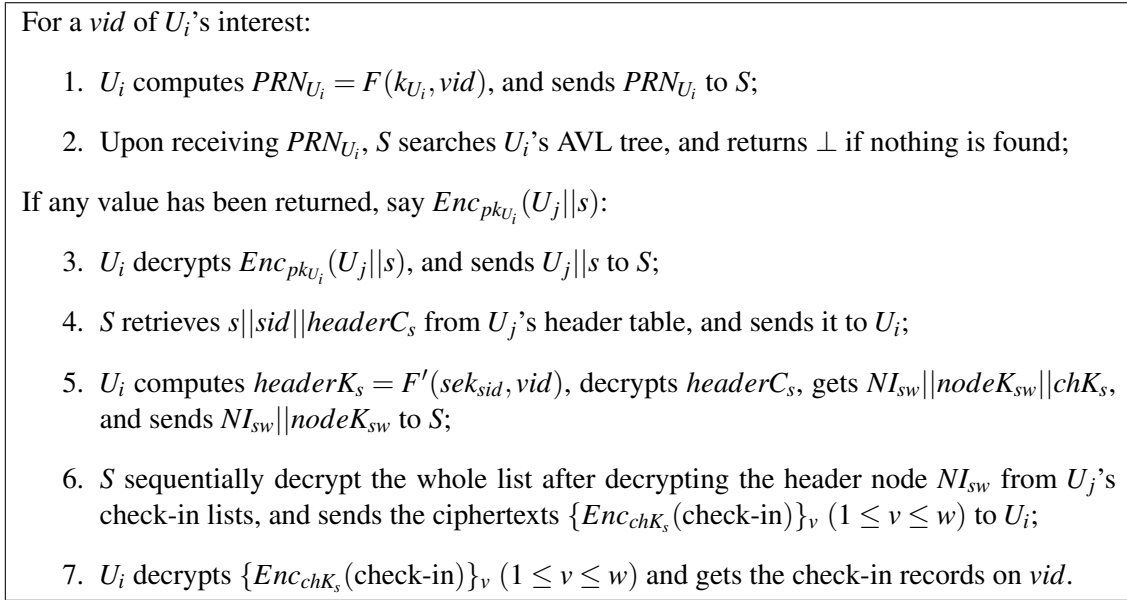 For a vid of U_i's interest:
1. U_i computes PRN_{U_i} = F(k_{U_i}, vid), and sends PRN_{U_i} to S;
2. Upon receiving PRN_{U_i}, S searches U_i's AVL tree, and returns ⊥ if nothing is found;
If any value has been returned, say Enc_{pk_{U_i}}(U_j||s):
3. U_i decrypts Enc_{pk_{U_i}}(U_j||s), and sends U_j||s to S;
4. S retrieves s||sid||headerC_s from U_j's header table, and sends it to U_i;
5. U_i computes headerK_s = F'(sek_{sid}, vid), decrypts headerC_s, gets NI_{sw}||nodeK_{sw}||chK_s,
and sends NI_{sw}||nodeK_{sw} to S;
6. S sequentially decrypt the whole list after decrypting the header node NI_{sw} from U_j's
check-in lists, and sends the ciphertexts {Enc_{chK_s}(check-in)}_v (1 ≤ v ≤ w) to U_i;
7. U_i decrypts {Enc_{chK_s}(check-in)}_v (1 ≤ v ≤ w) and gets the check-in records on vid.